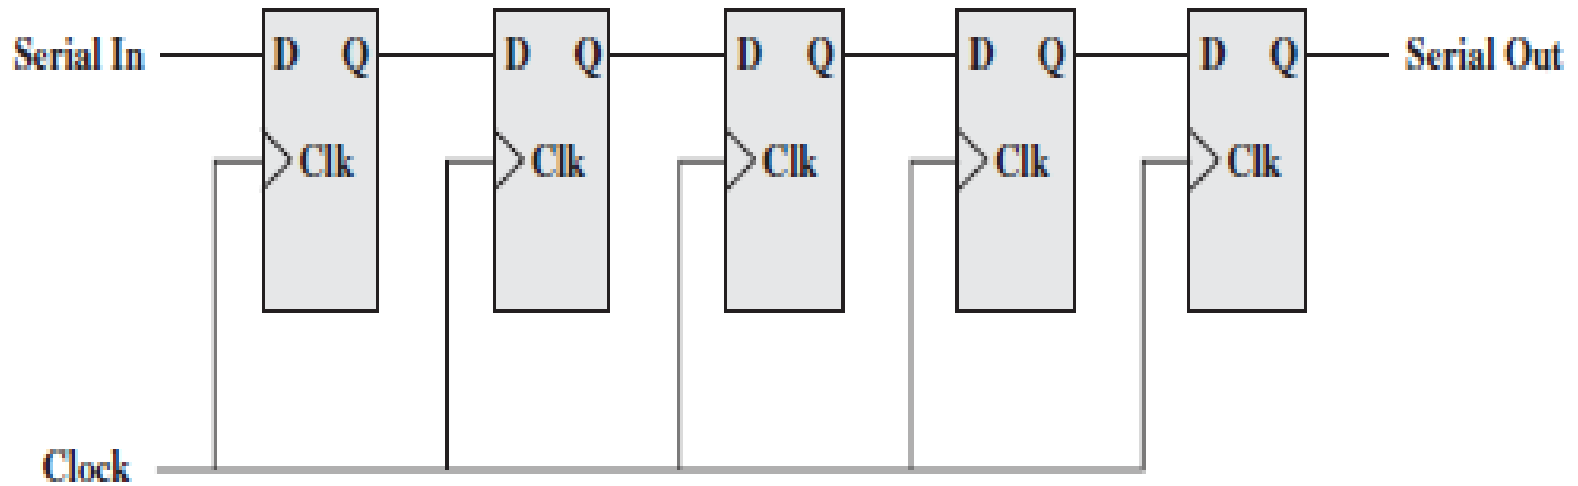 Serial In D Q D Q D Q D Q D Q Serial Out
Clk Clk Clk Clk Clk
Clock